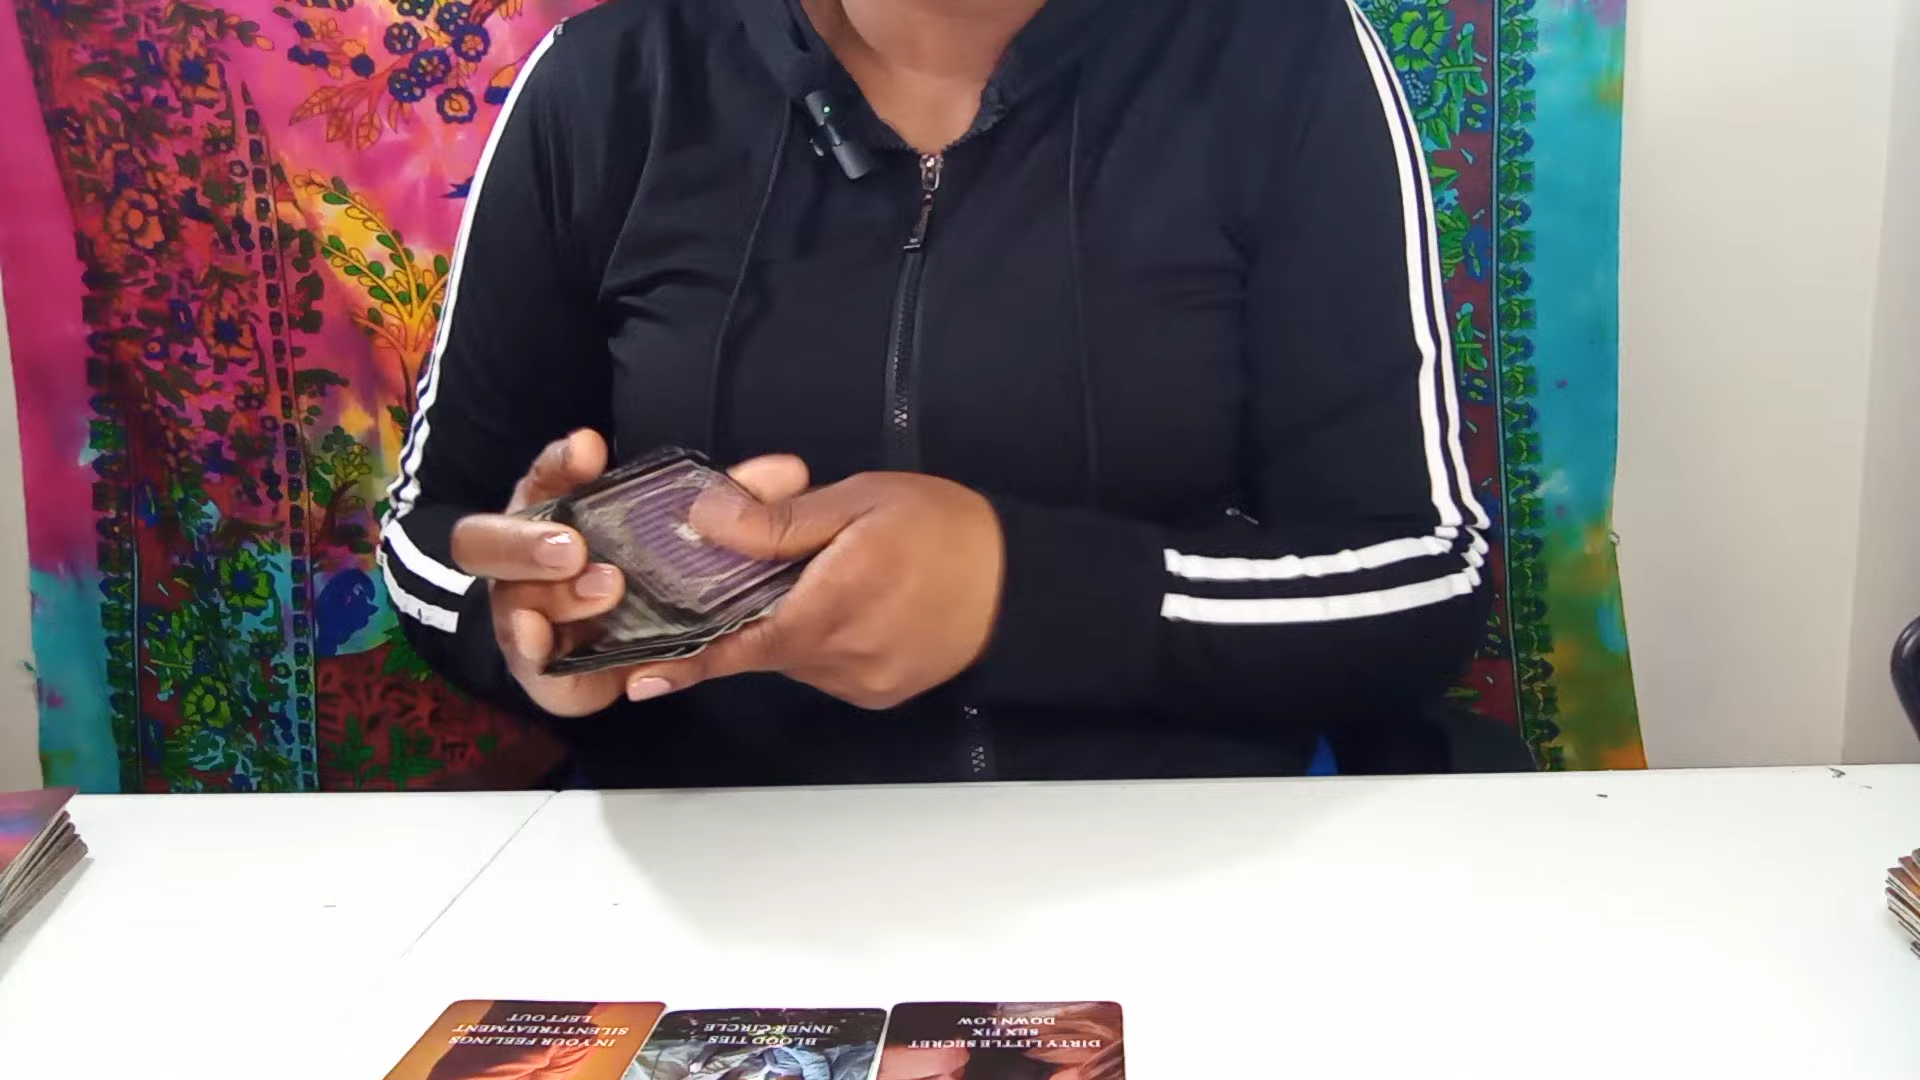 IN YOUR FEELINGS
SILENT TREATMENT
LEFT OUT
BLOOD TIES
INNER CIRCLE
DIRTY LITTLE SECRET
SEX FIX
DOWN LOW